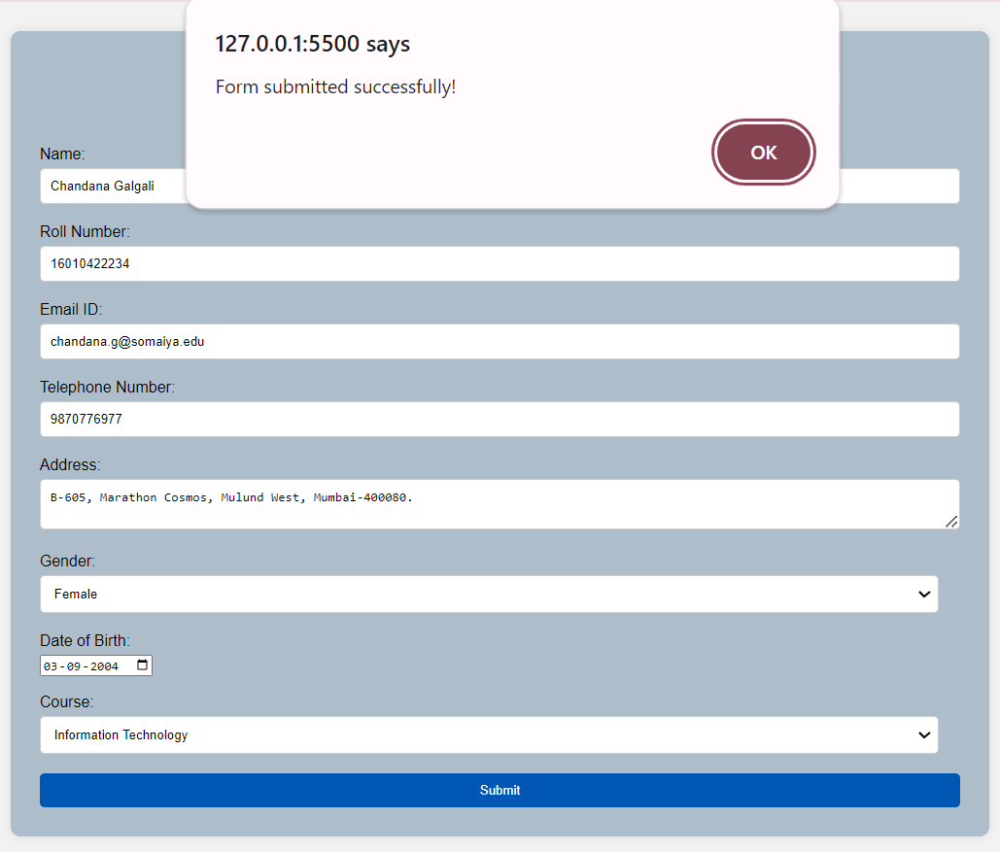 127.0.0.1:5500 says
Form submitted successfully!
OK
Name:
Chandana Galgali
Roll Number:
16010422234
Email ID:
chandana.g@somaiya.edu
Telephone Number:
9870776977
Address:
B-605, Marathon Cosmos, Mulund West, Mumbai-400080.
Gender:
Female
Date of Birth:
03-09-2004
Course:
Information Technology
Submit